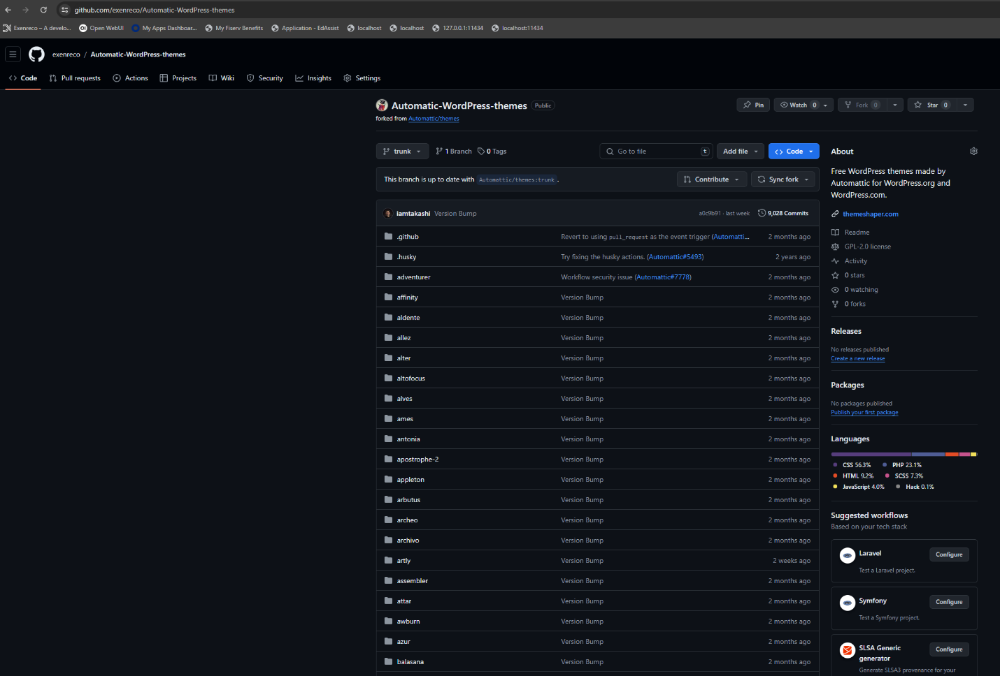 github.com/exenreco/Automatic-WordPress-themes
Exenreco – A develo... Open WebUI My Apps Dashboar... My Fiserv Benefits Application - EdAssist localhost localhost 127.0.0.1:11434 localhost:11434
exenreco / Automatic-WordPress-themes
Code Pull requests Actions Projects Wiki Security Insights Settings
Automatic-WordPress-themes Public Pin Watch 0 Fork 0 Star 0
forked from Automattic/themes
trunk 1 Branch 0 Tags Go to file t Add file Code
This branch is up to date with Automattic/themes:trunk . Contribute Sync fork
iamtakashi Version Bump a0c9b91 · last week 9,028 Commits
.github Revert to using pull_request as the event trigger (Automatti... 2 months ago
.husky Try fixing the husky actions. (Automattic#5493) 2 years ago
adventurer Workflow security issue (Automattic#7778) 2 months ago
affinity Version Bump 2 months ago
aldente Version Bump 2 months ago
allez Version Bump 2 months ago
alter Version Bump 2 months ago
altofocus Version Bump 2 months ago
alves Version Bump 2 months ago
ames Version Bump 2 months ago
antonia Version Bump 2 months ago
apostrophe-2 Version Bump 2 months ago
appleton Version Bump 2 months ago
arbutus Version Bump 2 months ago
archeo Version Bump 2 months ago
archivo Version Bump 2 months ago
artly Version Bump 2 weeks ago
assembler Version Bump 2 months ago
attar Version Bump 2 months ago
awburn Version Bump 2 months ago
azur Version Bump 2 months ago
balasana Version Bump 2 months ago
About
Free WordPress themes made by
Automattic for WordPress.org and
WordPress.com.
themeshaper.com
Readme
GPL-2.0 license
Activity
0 stars
0 watching
0 forks
Releases
No releases published
Create a new release
Packages
No packages published
Publish your first package
Languages
CSS 56.3% PHP 23.1%
HTML 9.2% SCSS 7.3%
JavaScript 4.0% Hack 0.1%
Suggested workflows
Based on your tech stack
Laravel Configure
Test a Laravel project.
Symfony Configure
Test a Symfony project.
SLSA Generic Configure
generator
Generate SLSA3 provenance for your